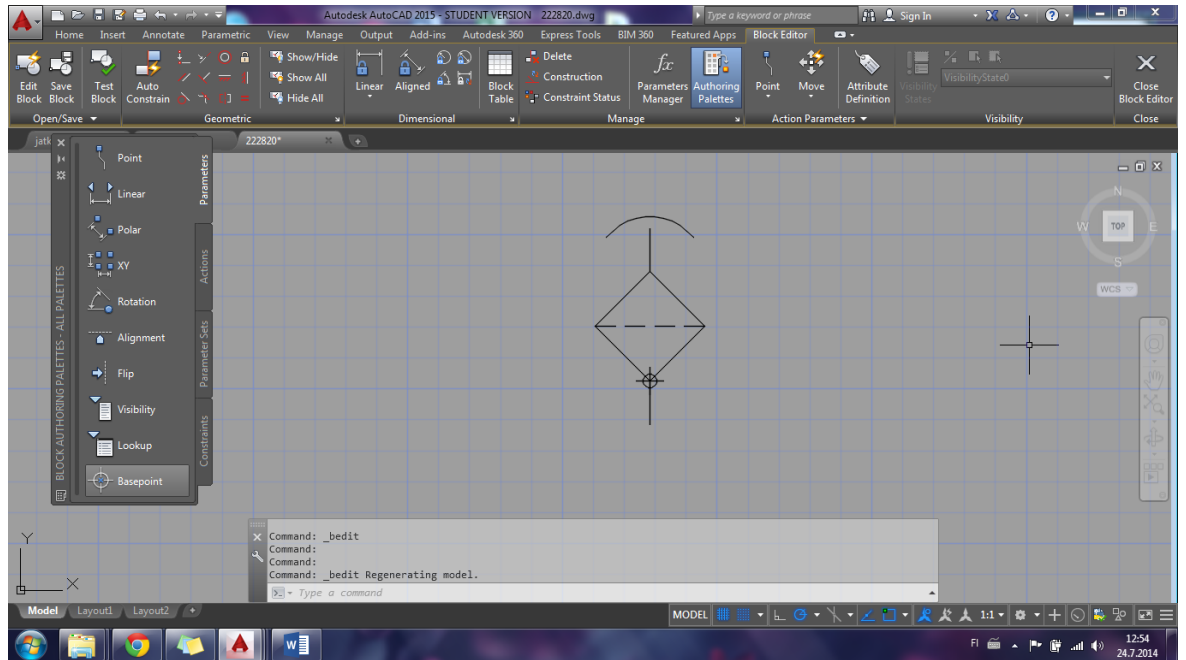 Autodesk AutoCAD 2015 - STUDENT VERSION 222820.dwg
Type a keyword or phrase
Sign In
Home Insert Annotate Parametric View Manage Output Add-ins Autodesk 360 Express Tools BIM 360 Featured Apps Block Editor
Edit Block
Save Block
Test Block
Auto Constrain
Show/Hide
Show All
Hide All
Linear
Aligned
Block Table
Delete
Construction
Constraint Status
fx
Parameters Manager
Authoring Palettes
Point
Move
Attribute Definition
Visibility States
VisibilityState0
Close Block Editor
Open/Save
Geometric
Dimensional
Manage
Action Parameters
Visibility
Close
jatk
222820*
Point
Linear
Polar
XY
Rotation
Alignment
Flip
Visibility
Lookup
Basepoint
Parameters
Actions
Parameter Sets
Constraints
BLOCK AUTHORING PALETTES - ALL PALETTES
N
W
TOP
E
S
WCS
Y
X
Command: _bedit
Command:
Command:
Command: _bedit Regenerating model.
Type a command
Model Layout1 Layout2
MODEL
1:1
FI
12:54
24.7.2014